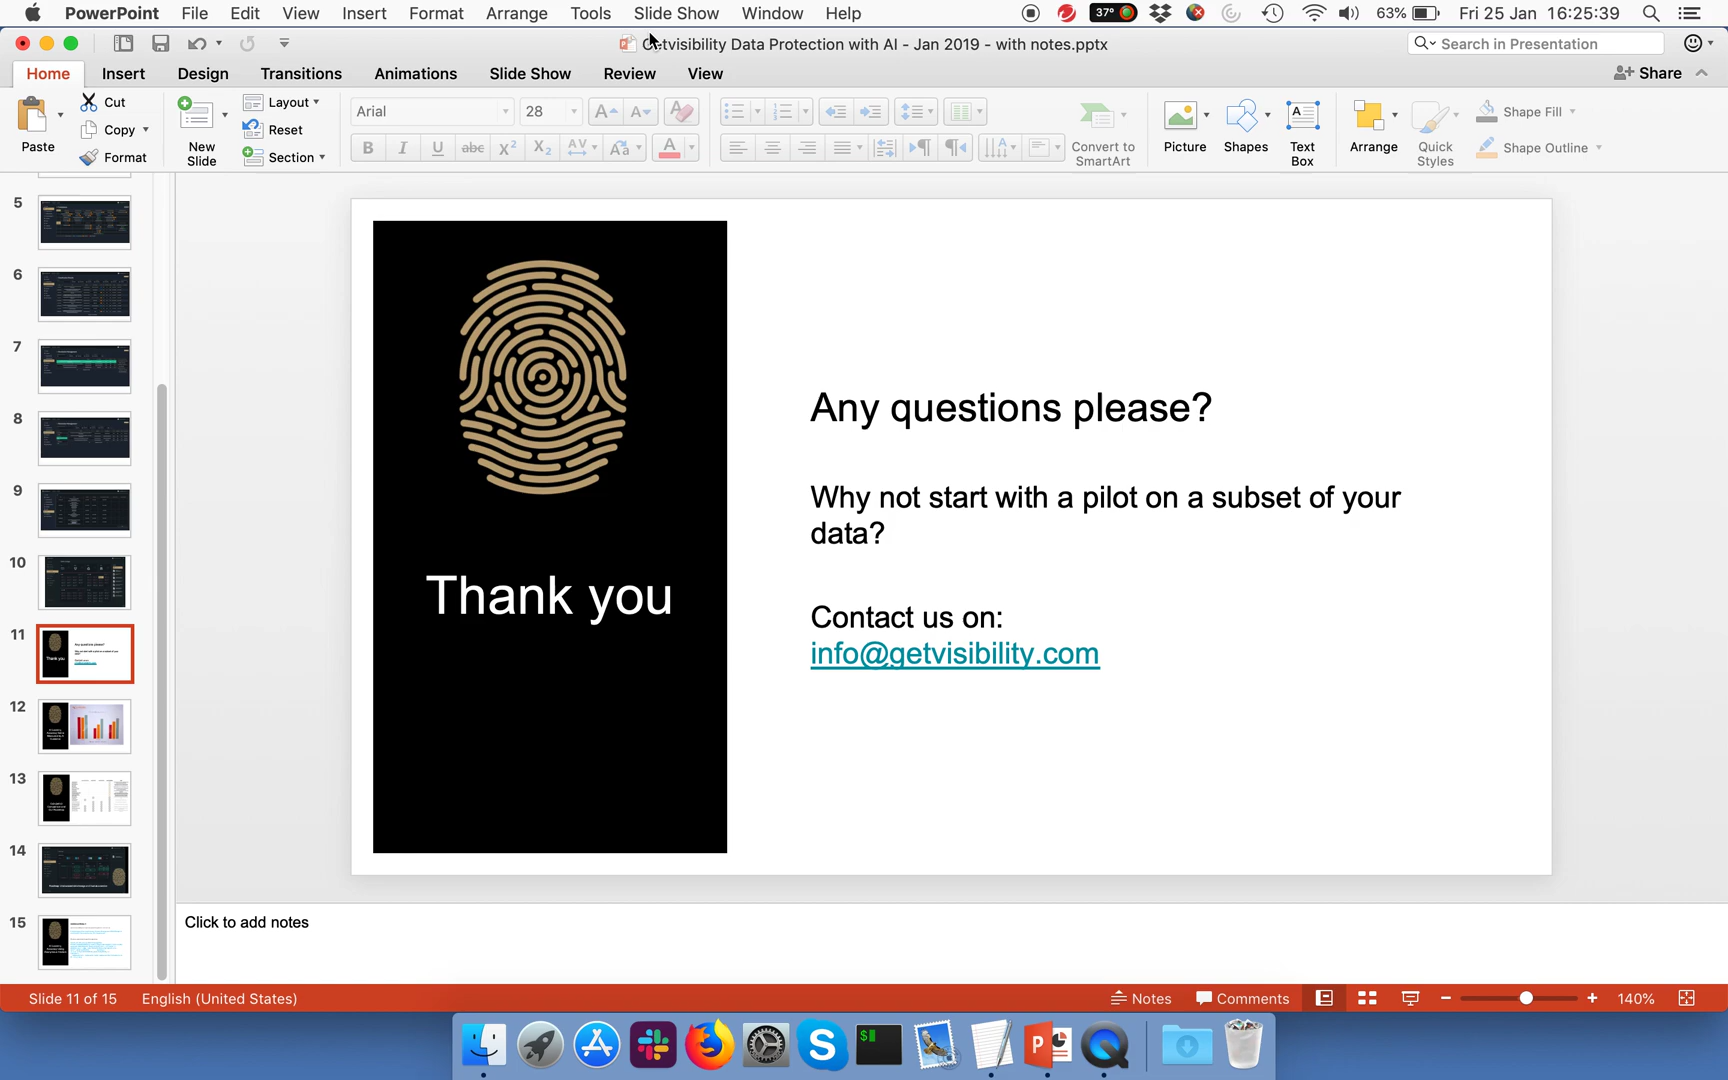 PowerPoint File Edit View Insert Format Arrange Tools Slide Show Window Help 37° 63% Fri 25 Jan 16:25:39
Getvisibility Data Protection with AI - Jan 2019 - with notes.pptx
Search in Presentation
Home Insert Design Transitions Animations Slide Show Review View Share
Paste
Cut
Copy
Format
New Slide
Layout
Reset
Section
Arial 28
Convert to SmartArt
Picture
Shapes
Text Box
Arrange
Quick Styles
Shape Fill
Shape Outline
5
6
7
8
9
10
11
12
13
14
15
Thank you
Any questions please?
Why not start with a pilot on a subset of your
data?
Contact us on:
info@getvisibility.com
Click to add notes
Slide 11 of 15 English (United States) Notes Comments 140%